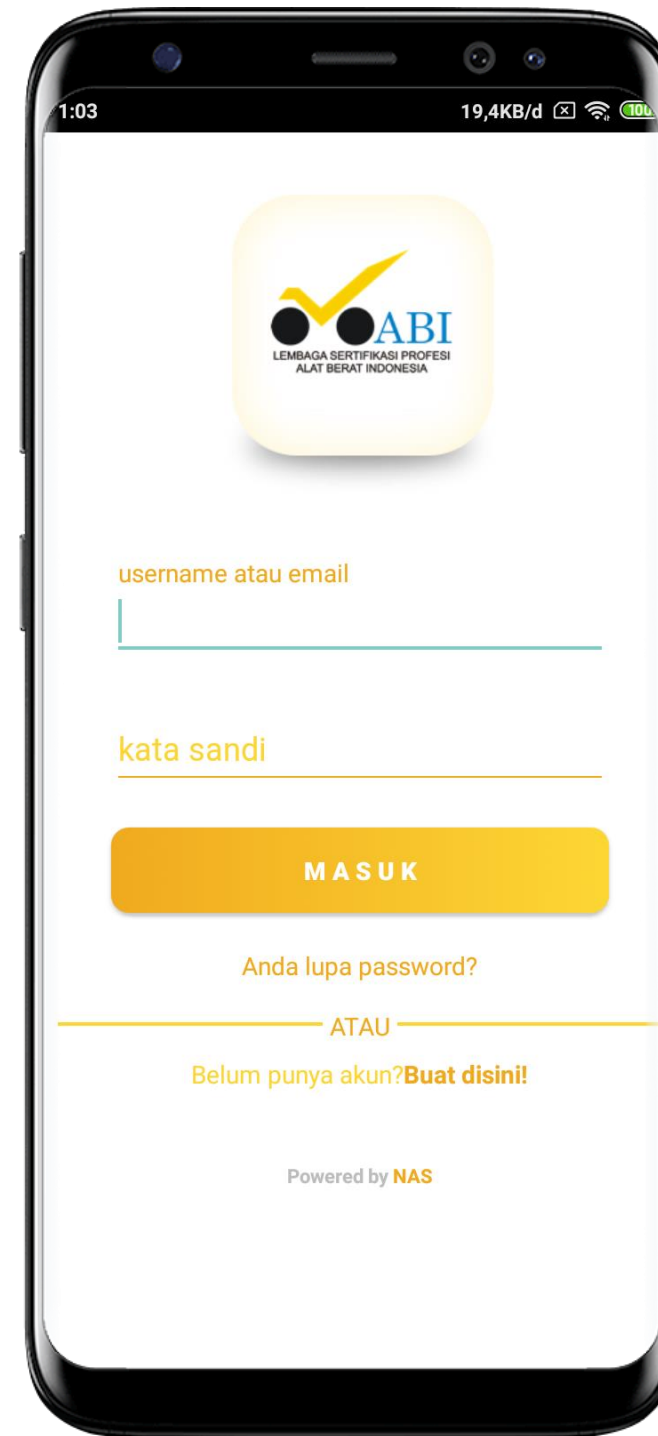 1:03
19,4KB/d
100
ABI
LEMBAGA SERTIFIKASI PROFESI
ALAT BERAT INDONESIA
username atau email
kata sandi
MASUK
Anda lupa password?
ATAU
Belum punya akun?Buat disini!
Powered by NAS